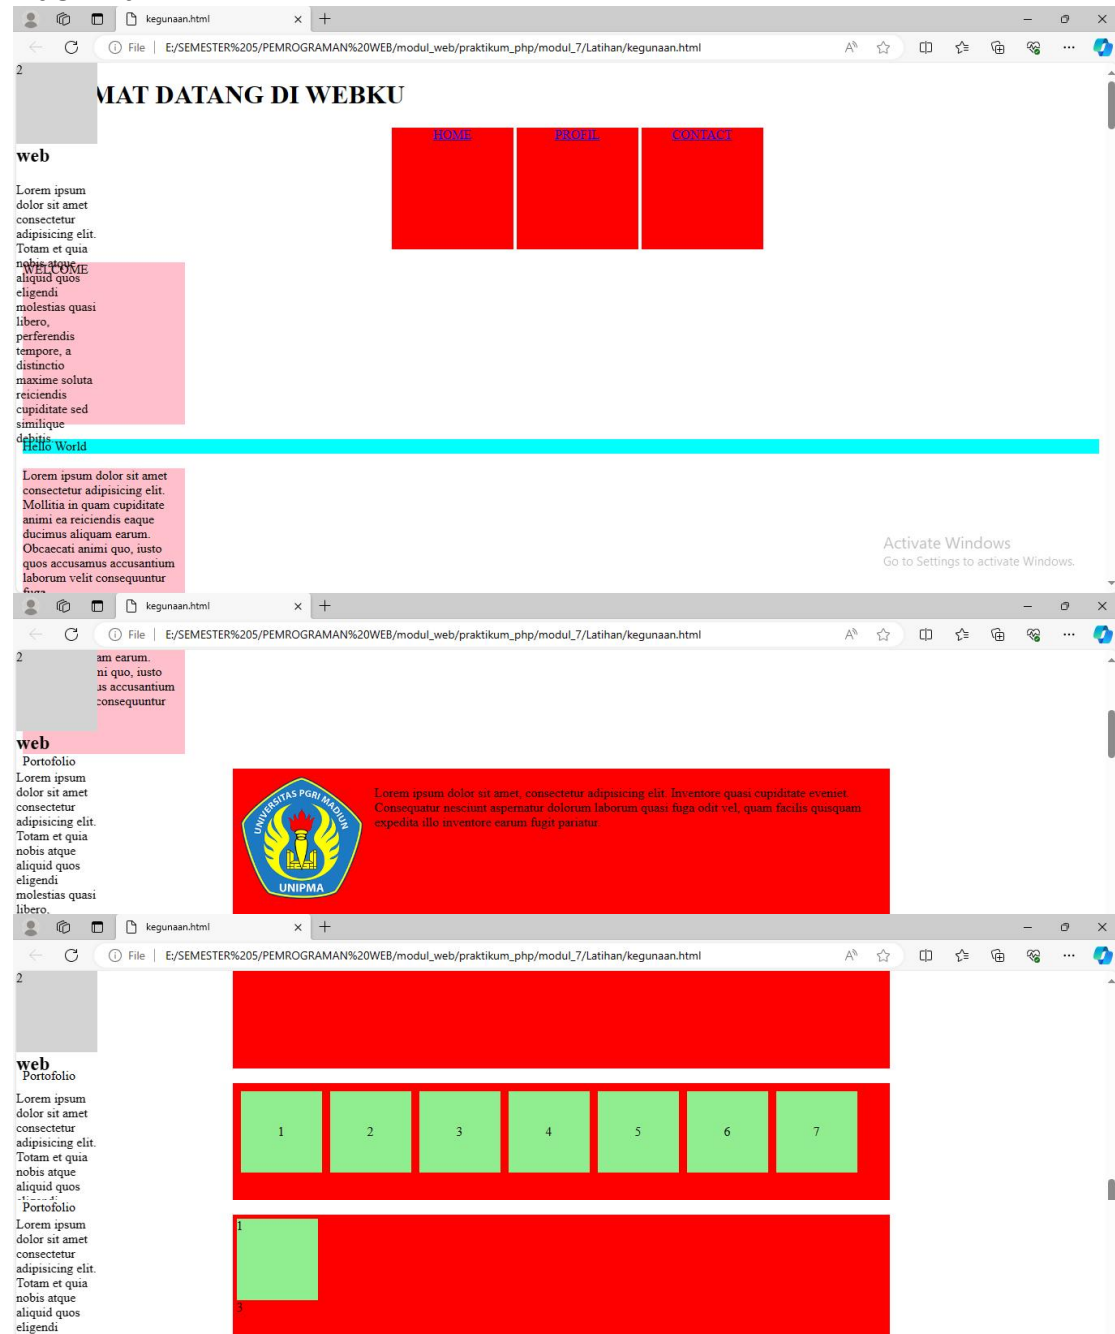 kegunaan.html
File E:/SEMESTER%205/PEMROGRAMAN%20WEB/modul_web/praktikum_php/modul_7/Latihan/kegunaan.html
2
MAT DATANG DI WEBKU
HOME PROFIL CONTACT
web
Lorem ipsum
dolor sit amet
consectetur
adipisicing elit.
Totam et quia
nobis atque
WELCOME
aliquid quos
eligendi
molestias quasi
libero,
perferendis
tempore, a
distinctio
maxime soluta
reiciendis
cupiditate sed
similique
debitis.
Hello World
Lorem ipsum dolor sit amet
consectetur adipisicing elit.
Mollitia in quam cupiditate
animi ea reiciendis eaque
ducimus aliquam earum.
Obcaecati animi quo, iusto
quos accusamus accusantium
laborum velit consequuntur
fuga
Activate Windows
Go to Settings to activate Windows.
kegunaan.html
File E:/SEMESTER%205/PEMROGRAMAN%20WEB/modul_web/praktikum_php/modul_7/Latihan/kegunaan.html
2
am earum.
ni quo, iusto
us accusantium
consequuntur
web
Portofolio
Lorem ipsum
dolor sit amet
consectetur
adipisicing elit.
Totam et quia
nobis atque
aliquid quos
eligendi
molestias quasi
libero,
UNIVERSITAS PGRI MADIUN
UNIPMA
Lorem ipsum dolor sit amet, consectetur adipisicing elit. Inventore quasi cupiditate eveniet.
Consequatur nesciunt aspernatur dolorum laborum quasi fuga odit vel, quam facilis quisquam
expedita illo inventore earum fugit pariatur.
kegunaan.html
File E:/SEMESTER%205/PEMROGRAMAN%20WEB/modul_web/praktikum_php/modul_7/Latihan/kegunaan.html
2
web
Portofolio
Lorem ipsum
dolor sit amet
consectetur
adipisicing elit.
Totam et quia
nobis atque
aliquid quos
1 2 3 4 5 6 7
Portofolio
Lorem ipsum
dolor sit amet
consectetur
adipisicing elit.
Totam et quia
nobis atque
aliquid quos
eligendi
1
3